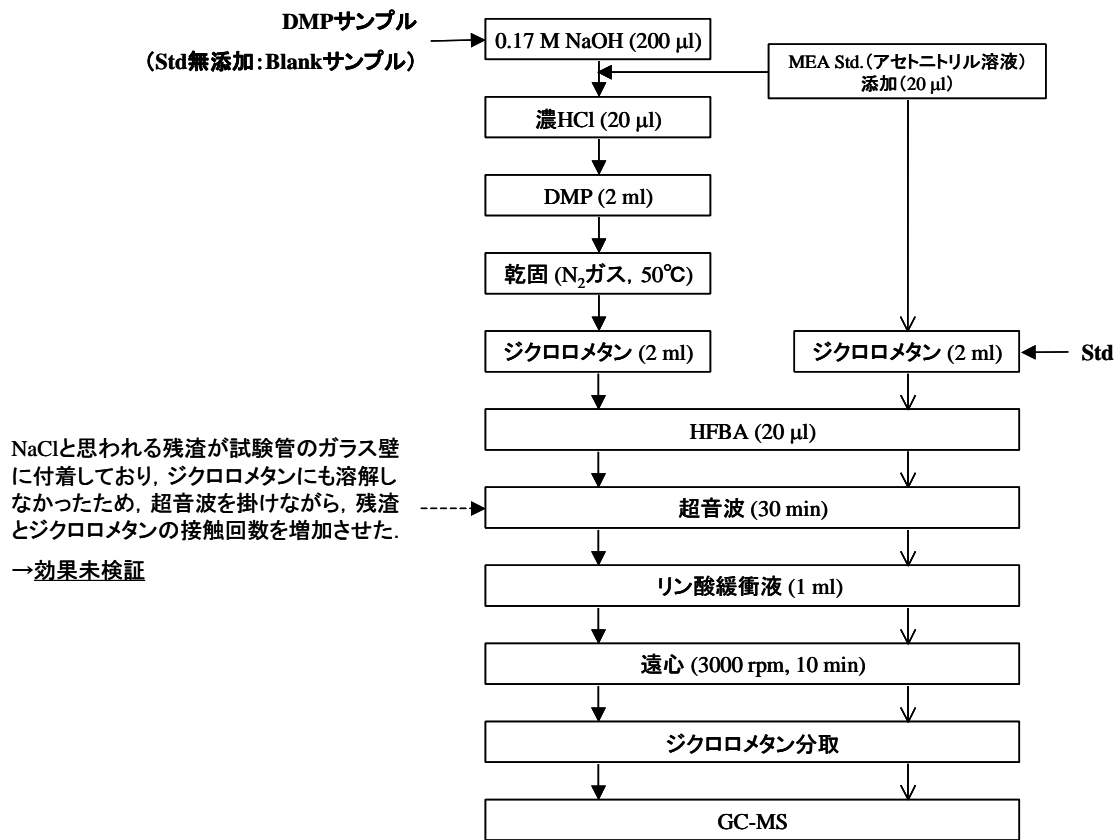 DMPサンプル
(Std無添加:Blankサンプル)
0.17 M NaOH (200 μl)
MEA Std.(アセトニトリル溶液)
添加(20 μl)
濃HCl (20 μl)
DMP (2 ml)
乾固 (N2ガス, 50℃)
ジクロロメタン (2 ml)
ジクロロメタン (2 ml)
Std
HFBA (20 μl)
NaClと思われる残渣が試験管のガラス壁
に付着しており, ジクロロメタンにも溶解し
なかったため, 超音波を掛けながら, 残渣
とジクロロメタンの接触回数を増加させた.
→効果未検証
超音波 (30 min)
リン酸緩衝液 (1 ml)
遠心 (3000 rpm, 10 min)
ジクロロメタン分取
GC-MS